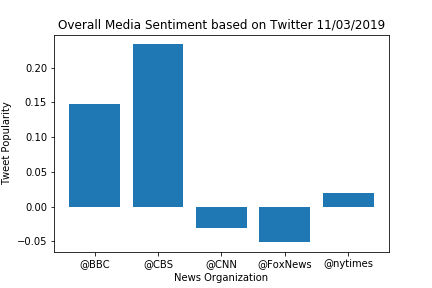 Overall Media Sentiment based on Twitter 11/03/2019
Tweet Popularity
0.20
0.15
0.10
0.05
0.00
−0.05
@BBC @CBS @CNN @FoxNews @nytimes
News Organization